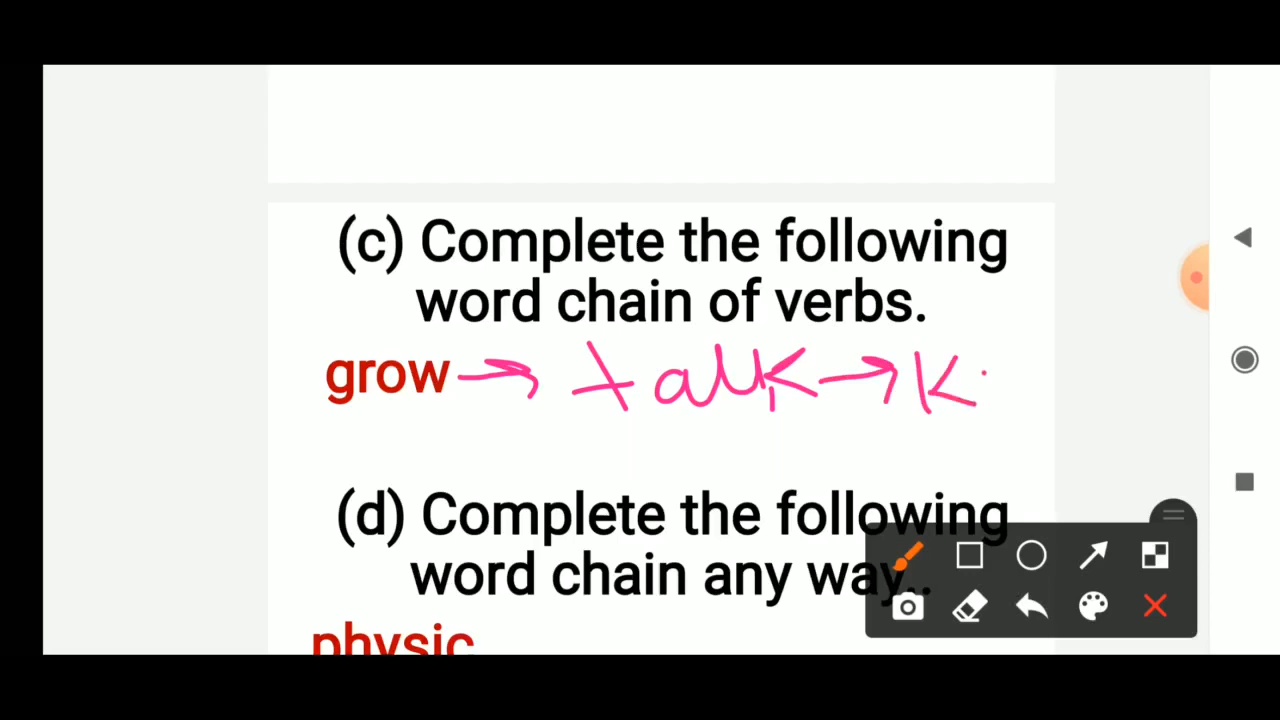 (c) Complete the following
word chain of verbs.
grow → talk → K
(d) Complete the following
word chain any way..
physic